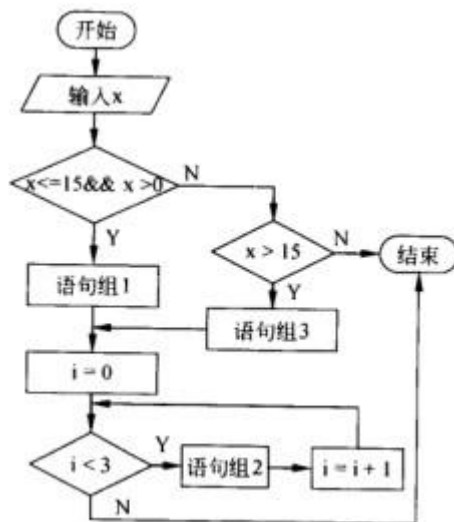 开始
输入x
x<=15&& x >0
N
Y
x > 15
N
结束
Y
语句组1
语句组3
i = 0
i < 3
Y
语句组2
i = i + 1
N